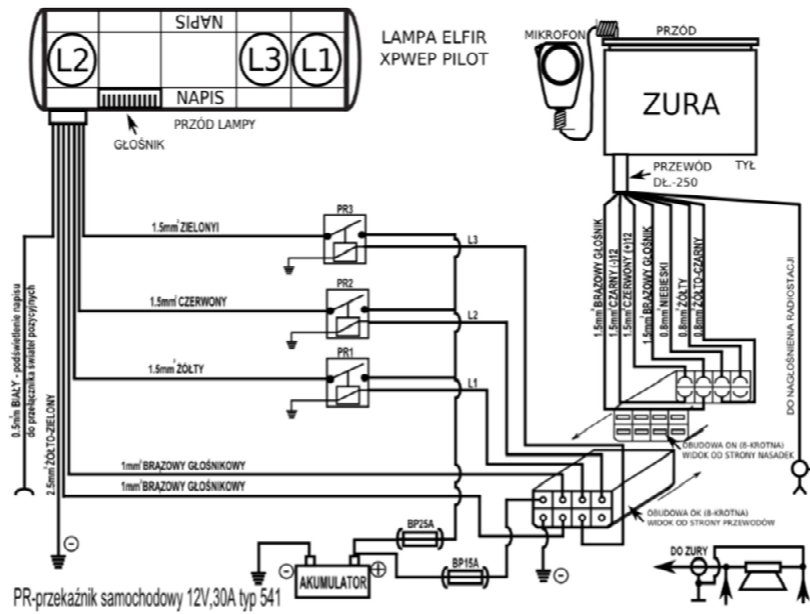 NAPIS
L2
L3
L1
NAPIS
PRZÓD LAMPY
GŁOŚNIK
LAMPA ELFIR
XPWEP PILOT
MIKROFON
PRZÓD
ZURA
TYŁ
PRZEWÓD
DŁ.-250
1.5mm² BRĄZOWY GŁOŚNIK
1.5mm² CZARNY (-)12
1.5mm² CZERWONY (+)12
1.5mm² BRĄZOWY GŁOŚNIK
0.8mm² NIEBIESKI
0.8mm² ŻÓŁTY
0.8mm² ŻÓŁTO-CZARNY
DO NAGŁOŚNIENIA RADIOSTACJI
PR3
1.5mm² ZIELONYI
L3
PR2
1.5mm² CZERWONY
L2
PR1
1.5mm² ŻÓŁTY
L1
0.5mm² BIAŁY - podświetlenie napisu
do przełącznika świateł pozycyjnych
2.5mm² ŻÓŁTO-ZIELONY
1mm² BRĄZOWY GŁOŚNIKOWY
1mm² BRĄZOWY GŁOŚNIKOWY
OBUDOWA ON (8-KROTNA)
WIDOK OD STRONY NASADEK
OBUDOWA OK (8-KROTNA)
WIDOK OD STRONY PRZEWODÓW
BP25A
BP15A
AKUMULATOR
DO ZURY
PR-przekaźnik samochodowy 12V,30A typ 541